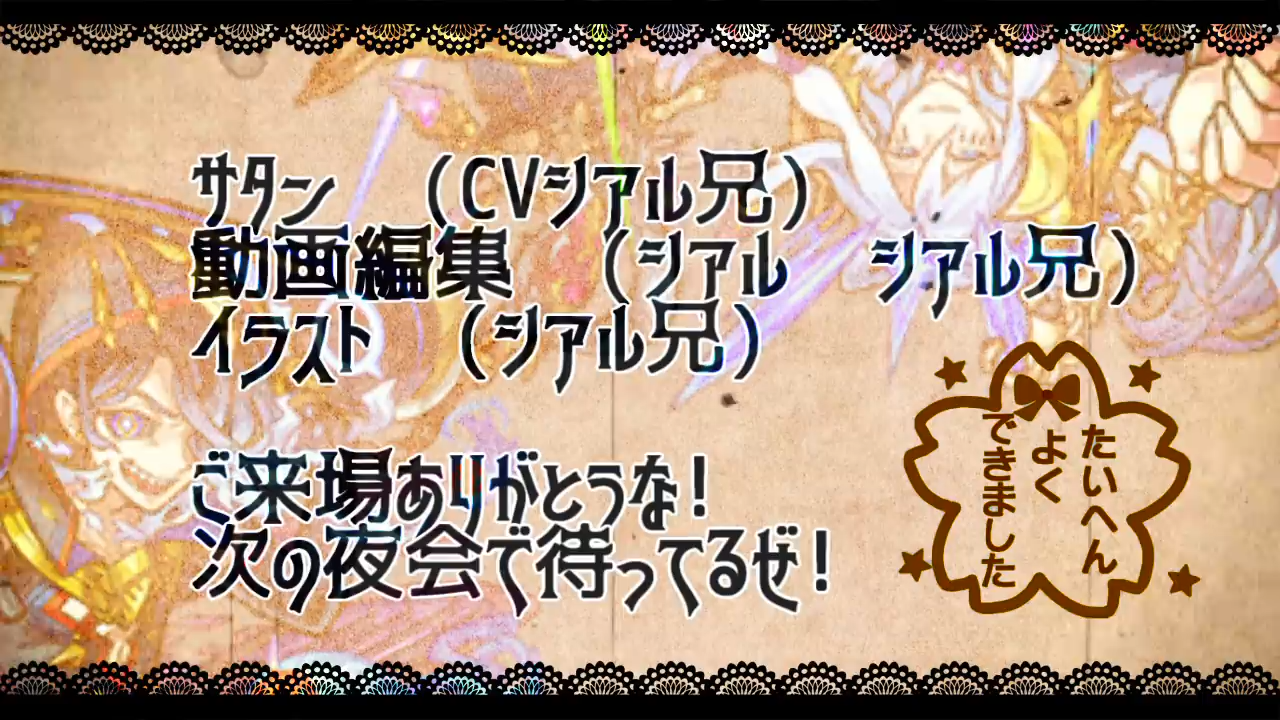 サタン　（CVシアル兄）
動画編集　（シアル　シアル兄）
イラスト　（シアル兄）
ご来場ありがとうな！
次の夜会で待ってるぜ！
たいへん
よく
できました